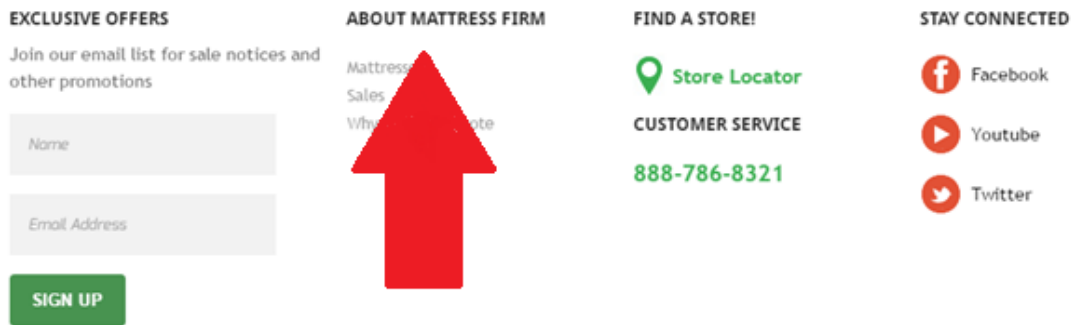 EXCLUSIVE OFFERS
Join our email list for sale notices and
other promotions
Name
Email Address
SIGN UP
ABOUT MATTRESS FIRM
Sales
FIND A STORE!
Store Locator
CUSTOMER SERVICE
888-786-8321
STAY CONNECTED
Facebook
Youtube
Twitter